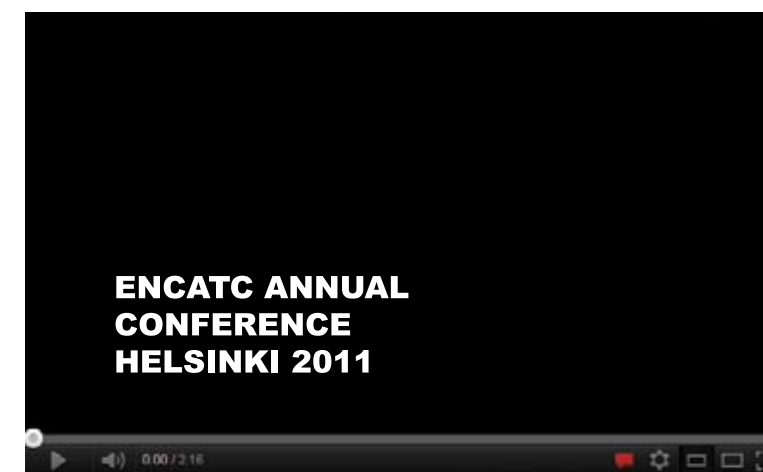 ENCATC ANNUAL
CONFERENCE
HELSINKI 2011
0:00 / 2:16